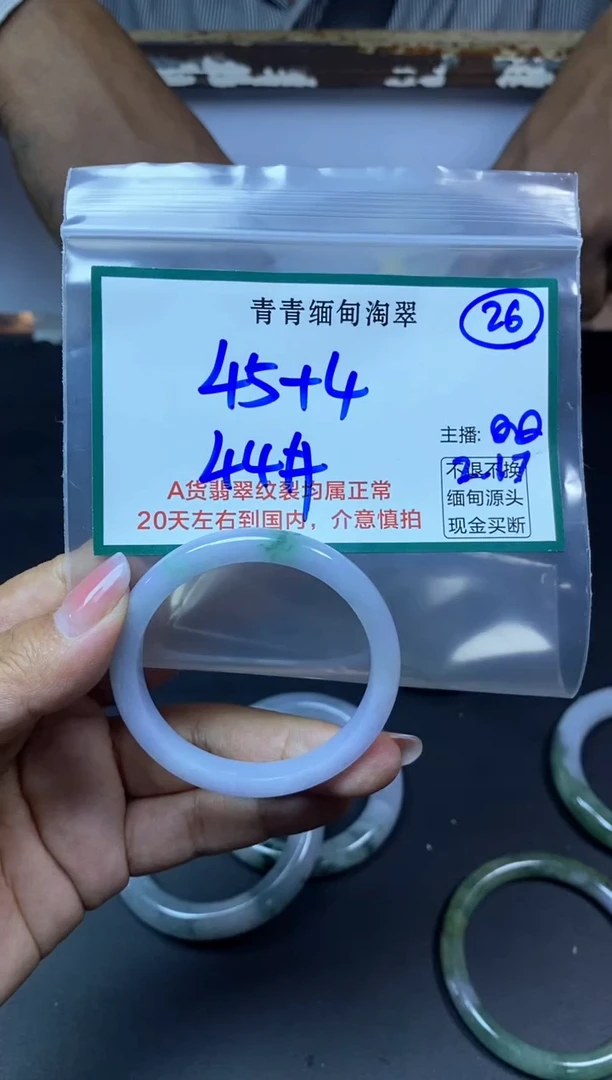 青青缅甸淘翠
26
45+4
44#
主播: QQ
2.17
不退不换
缅甸源头
现金买断
A货翡翠纹裂均属正常
20天左右到国内，介意慎拍